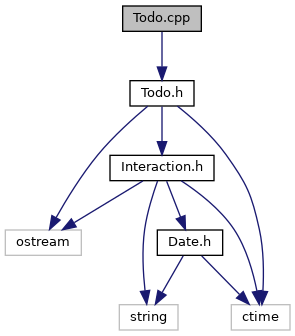 Todo.cpp
Todo.h
Interaction.h
ostream
Date.h
string
ctime